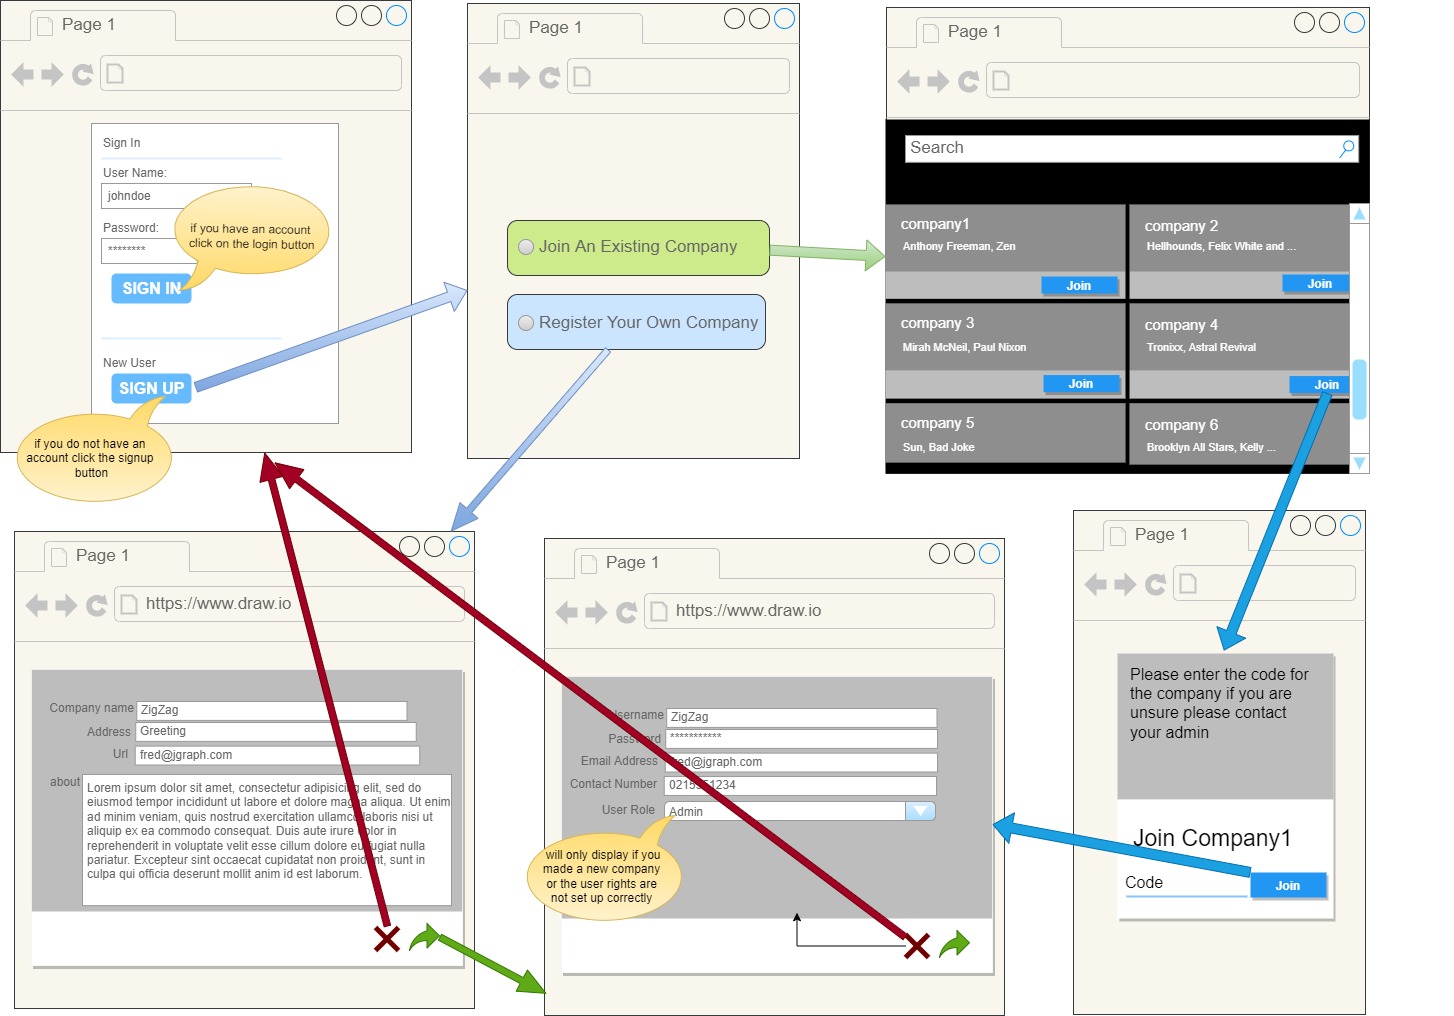 Page 1
Sign In
User Name:
johndoe
Password:
********
if you have an account
click on the login button
SIGN IN
New User
SIGN UP
if you do not have an
account click the signup
button
Page 1
Join An Existing Company
Register Your Own Company
Page 1
Search
company1
Anthony Freeman, Zen
Join
company 2
Hellhounds, Felix White and ...
Join
company 3
Mirah McNeil, Paul Nixon
Join
company 4
Tronixx, Astral Revival
Join
company 5
Sun, Bad Joke
company 6
Brooklyn All Stars, Kelly ...
Page 1
https://www.draw.io
Company name
ZigZag
Address
Greeting
Url
fred@jgraph.com
about
Lorem ipsum dolor sit amet, consectetur adipisicing elit, sed do
eiusmod tempor incididunt ut labore et dolore magna aliqua. Ut enim
ad minim veniam, quis nostrud exercitation ullamco laboris nisi ut
aliquip ex ea commodo consequat. Duis aute irure dolor in
reprehenderit in voluptate velit esse cillum dolore eu fugiat nulla
pariatur. Excepteur sint occaecat cupidatat non proident, sunt in
culpa qui officia deserunt mollit anim id est laborum.
Page 1
https://www.draw.io
Username
ZigZag
Password
***********
Email Address
fred@jgraph.com
Contact Number
0215551234
User Role
Admin
will only display if you
made a new company
or the user rights are
not set up correctly
Page 1
Please enter the code for
the company if you are
unsure please contact
your admin
Join Company1
Code
Join